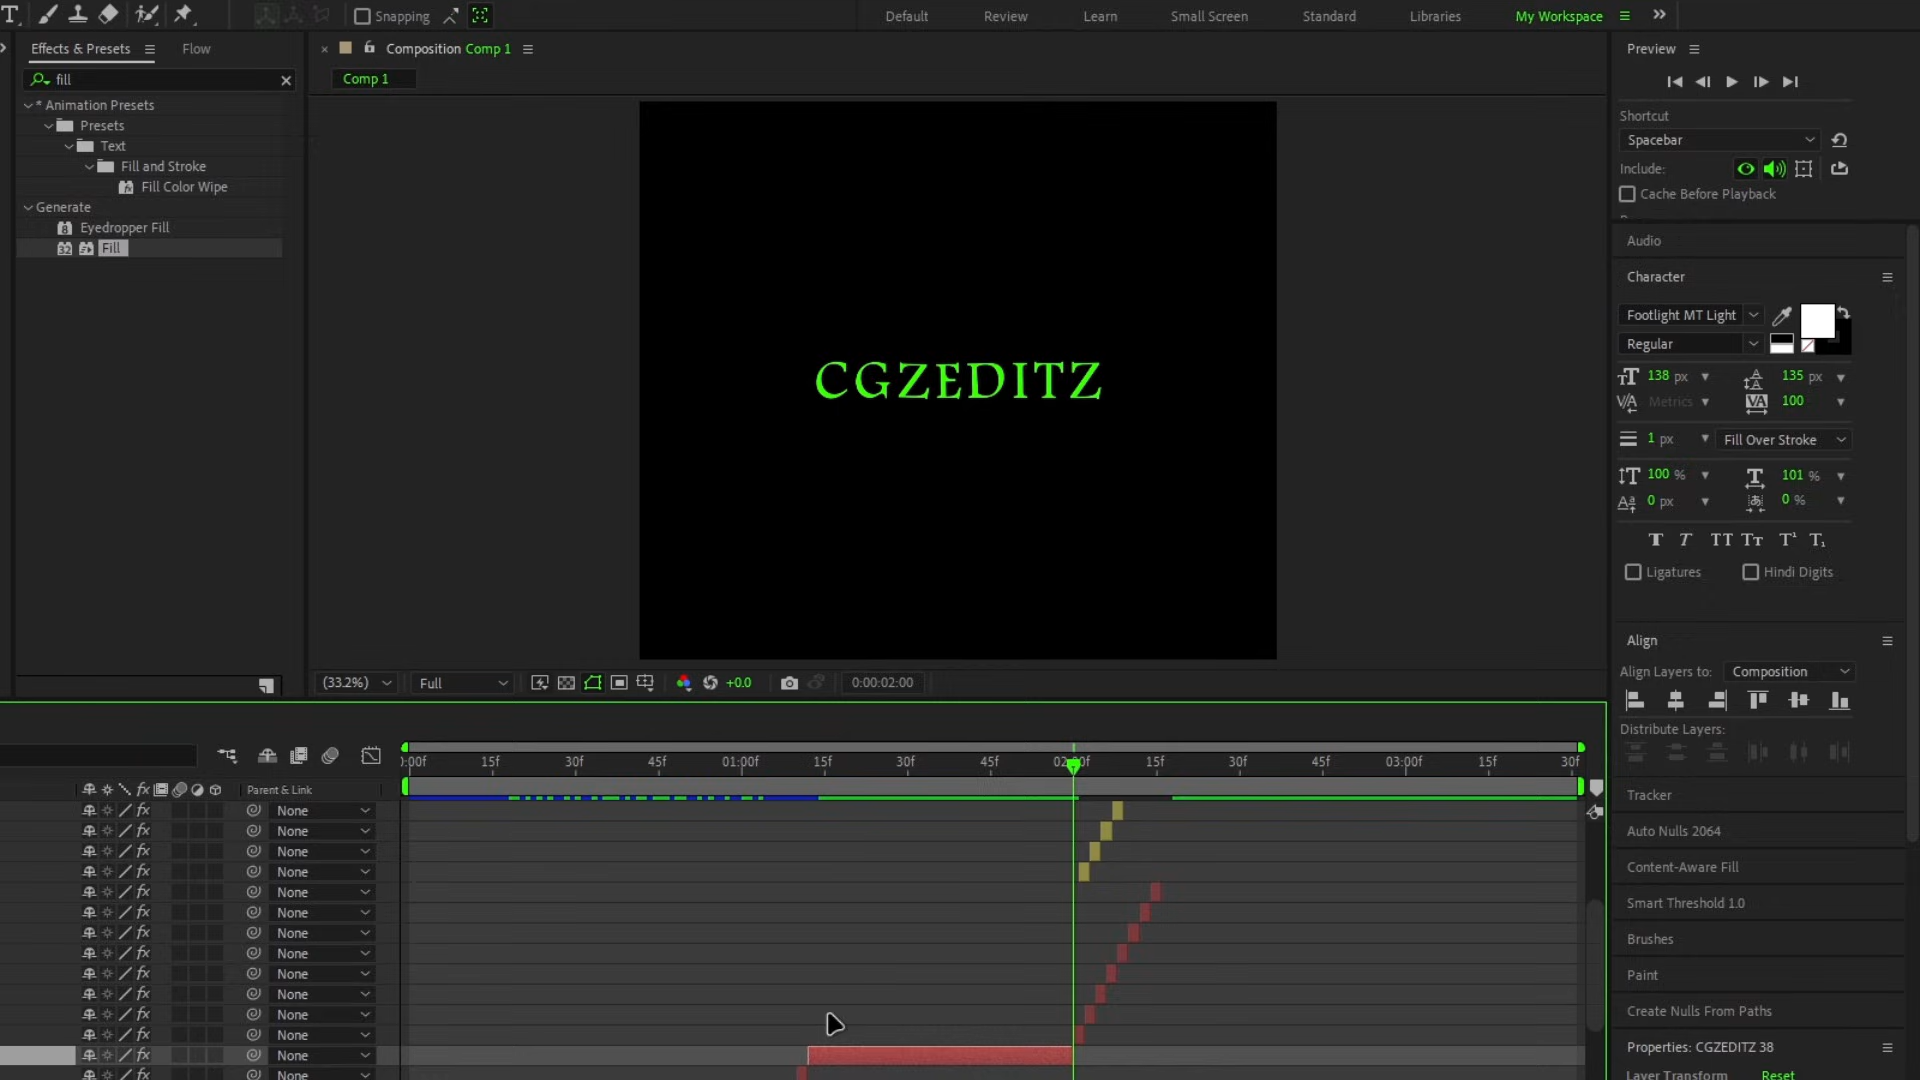 Snapping
Default
Review
Learn
Small Screen
Standard
Libraries
My Workspace
Effects & Presets
Flow
fill
* Animation Presets
Presets
Text
Fill and Stroke
Fill Color Wipe
Generate
Eyedropper Fill
Fill
Composition Comp 1
Comp 1
CGZEDITZ
(33.2%)
Full
+0.0
0:00:02:00
Preview
Shortcut
Spacebar
Include:
Cache Before Playback
Audio
Character
Footlight MT Light
Regular
138 px
135 px
Metrics
100
1 px
Fill Over Stroke
100 %
101 %
0 px
0 %
Ligatures
Hindi Digits
Align
Align Layers to: Composition
Distribute Layers:
Tracker
Auto Nulls 2064
Content-Aware Fill
Smart Threshold 1.0
Brushes
Paint
Create Nulls From Paths
Properties: CGZEDITZ 38
Layer Transform Reset
):00f 15f 30f 45f 01:00f 15f 30f 45f 15f 30f 45f 03:00f 15f 30f
Parent & Link
None
None
None
None
None
None
None
None
None
None
None
None
None
None